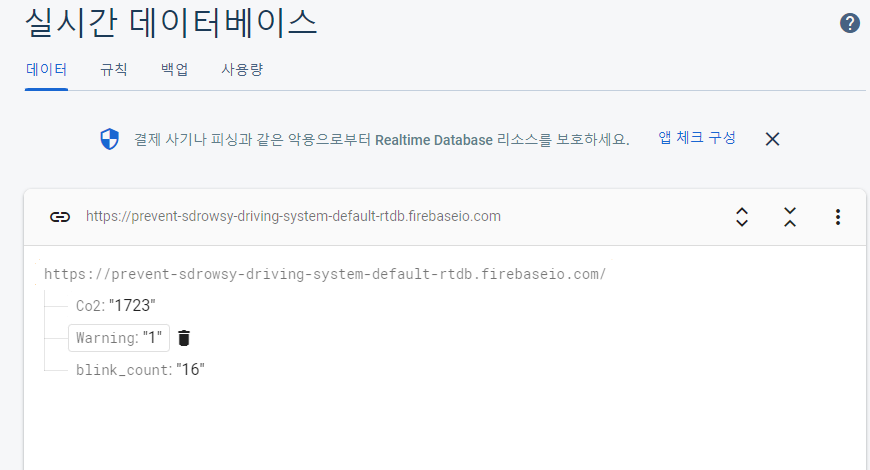 실시간 데이터베이스
데이터 규칙 백업 사용량
결제 사기나 피싱과 같은 악용으로부터 Realtime Database 리소스를 보호하세요. 앱 체크 구성
https://prevent-sdrowsy-driving-system-default-rtdb.firebaseio.com
https://prevent-sdrowsy-driving-system-default-rtdb.firebaseio.com/
Co2: "1723"
Warning: "1"
blink_count: "16"